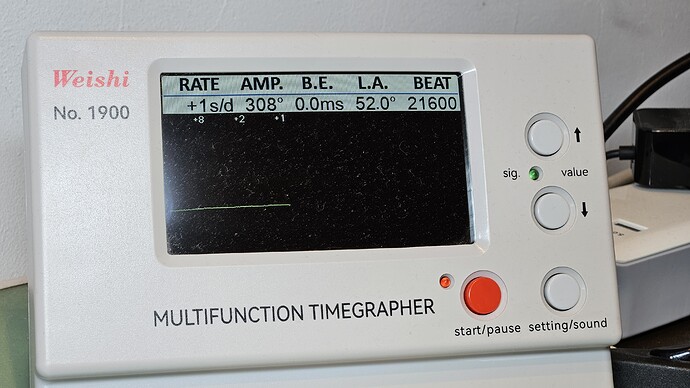 Weishi
No. 1900
RATE AMP. B.E. L.A. BEAT
+1s/d 308° 0.0ms 52.0° 21600
+8 +2 +1
sig. value
MULTIFUNCTION TIMEGRAPHER
start/pause setting/sound